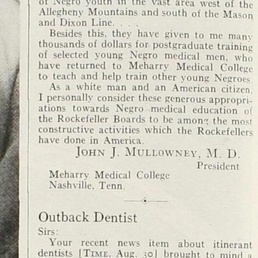 of Negro youth in the vast area west of the
Allegheny Mountains and south of the Mason
and Dixon Line. . . .
Besides this, they have given to me many
thousands of dollars for postgraduate training
of selected young Negro medical men, who
have returned to Meharry Medical College
to teach and help train other young Negroes.
As a white man and an American citizen,
I personally consider these generous appropri-
ations towards Negro medical education of
the Rockefeller Boards to be among the most
constructive activities which the Rockefellers
have done in America.
JOHN J. MULLOWNEY, M. D.
President
Meharry Medical College
Nashville, Tenn.
Outback Dentist
Sirs:
Your recent news item about itinerant
dentists [TIME, Aug. 30] brought to mind a